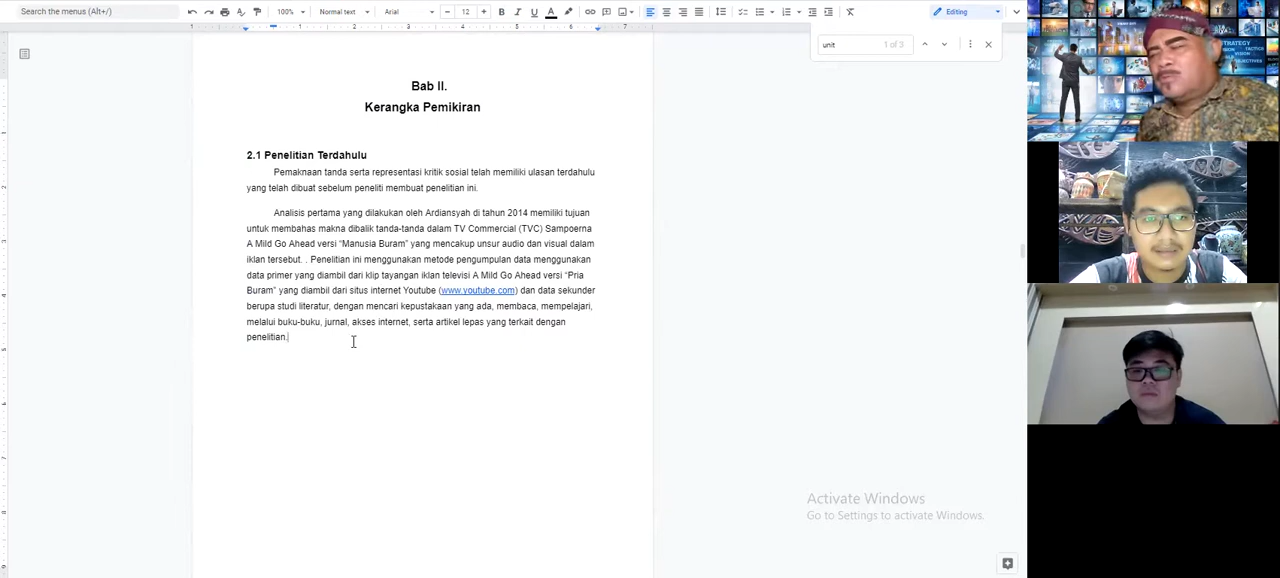 Search the menus (Alt+/)
100%
Normal text
Arial
12
Editing
unit
1 of 3
Bab II.
Kerangka Pemikiran
2.1 Penelitian Terdahulu
Pemaknaan tanda serta representasi kritik sosial telah memiliki ulasan terdahulu
yang telah dibuat sebelum peneliti membuat penelitian ini.
Analisis pertama yang dilakukan oleh Ardiansyah di tahun 2014 memiliki tujuan
untuk membahas makna dibalik tanda-tanda dalam TV Commercial (TVC) Sampoerna
A Mild Go Ahead versi “Manusia Buram” yang mencakup unsur audio dan visual dalam
iklan tersebut. . Penelitian ini menggunakan metode pengumpulan data menggunakan
data primer yang diambil dari klip tayangan iklan televisi A Mild Go Ahead versi “Pria
Buram” yang diambil dari situs internet Youtube (www.youtube.com) dan data sekunder
berupa studi literatur, dengan mencari kepustakaan yang ada, membaca, mempelajari,
melalui buku-buku, jurnal, akses internet, serta artikel lepas yang terkait dengan
penelitian.
Activate Windows
Go to Settings to activate Windows.
STRATEGY
VISION
TACTICS
OBJECTIVES